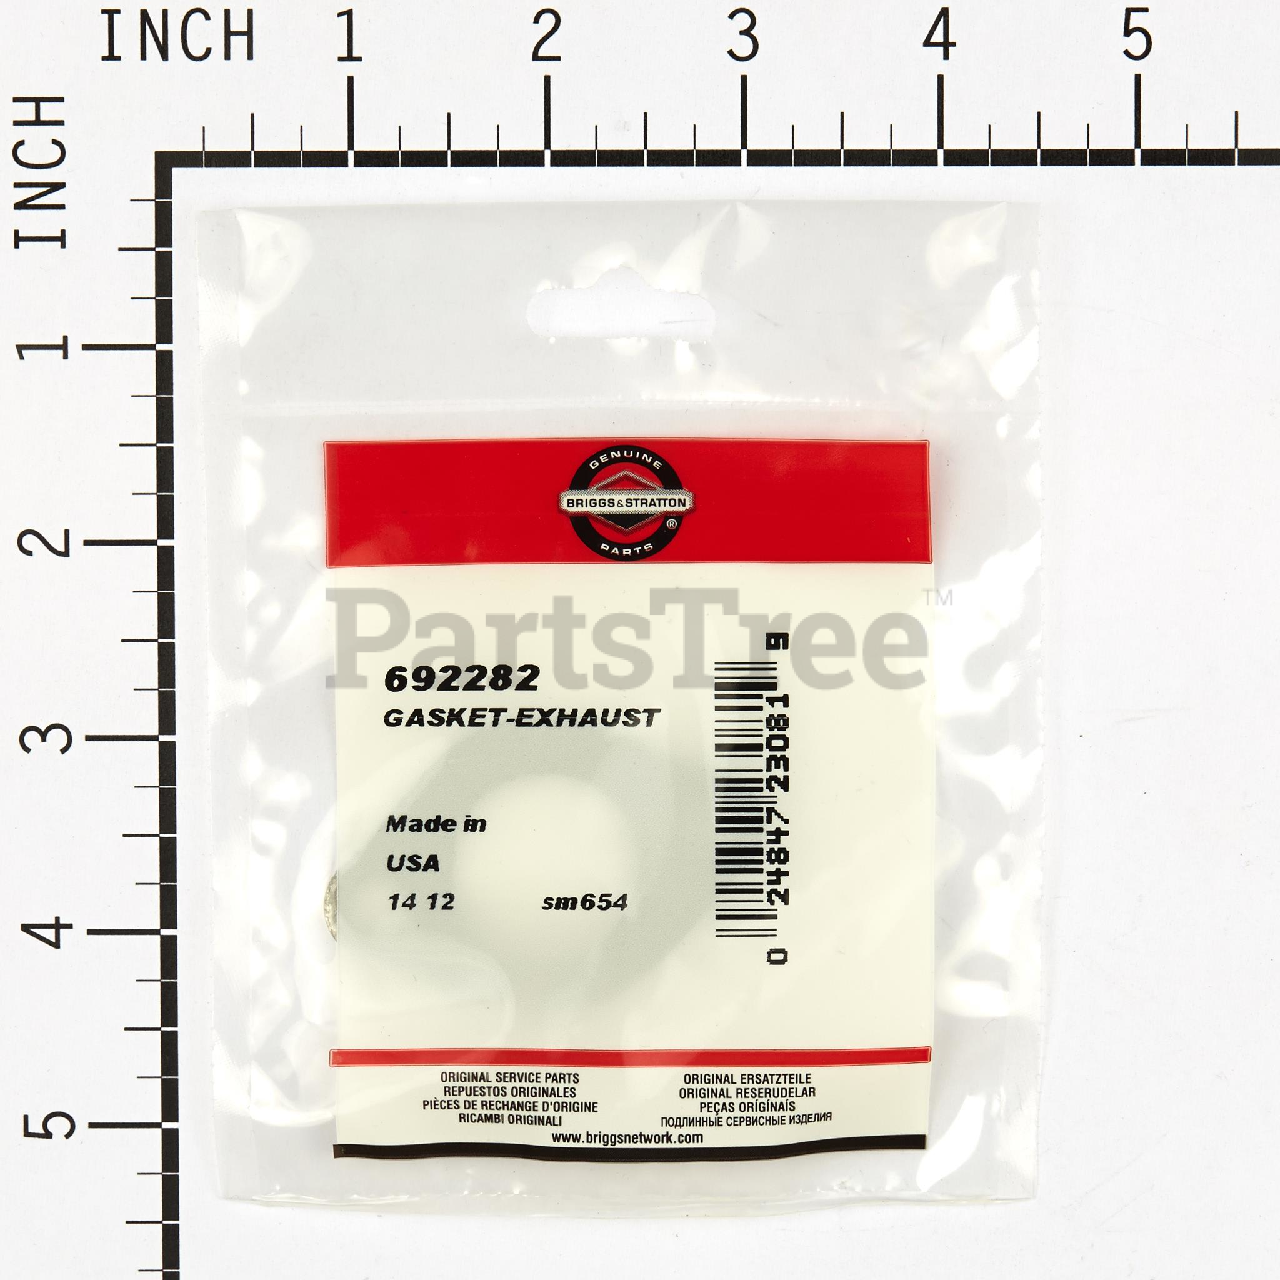 INCH 1 2 3 4 5
INCH
1
2
3
4
5
GENUINE
BRIGGS&STRATTON
®
PARTS
PartsTree™
692282
GASKET-EXHAUST
Made in
USA
14 12 sm654
0 24847 23081 9
ORIGINAL SERVICE PARTS
REPUESTOS ORIGINALES
PIÈCES DE RECHANGE D'ORIGINE
RICAMBI ORIGINALI
ORIGINAL ERSATZTEILE
ORIGINAL RESERUDELAR
PEÇAS ORÍGÍNAÍS
ПОДЛИННЫЕ СЕРВИСНЫЕ ИЗДЕЛИЯ
www.briggsnetwork.com